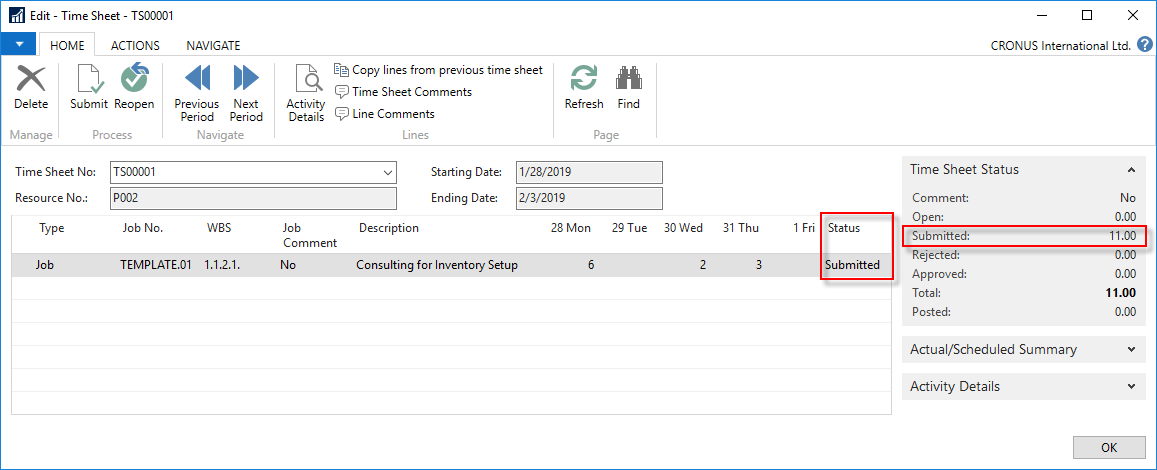 Edit - Time Sheet - TS00001
HOME ACTIONS NAVIGATE CRONUS International Ltd. ?
Delete
Manage
Submit Reopen
Process
Previous Period Next Period
Navigate
Activity Details
Copy lines from previous time sheet
Time Sheet Comments
Line Comments
Lines
Refresh Find
Page
Time Sheet No: TS00001 Starting Date: 1/28/2019
Resource No.: P002 Ending Date: 2/3/2019
Type Job No. WBS Job Comment Description 28 Mon 29 Tue 30 Wed 31 Thu 1 Fri Status
Job TEMPLATE.01 1.1.2.1. No Consulting for Inventory Setup 6 2 3 Submitted
Time Sheet Status
Comment: No
Open: 0.00
Submitted: 11.00
Rejected: 0.00
Approved: 0.00
Total: 11.00
Posted: 0.00
Actual/Scheduled Summary
Activity Details
OK